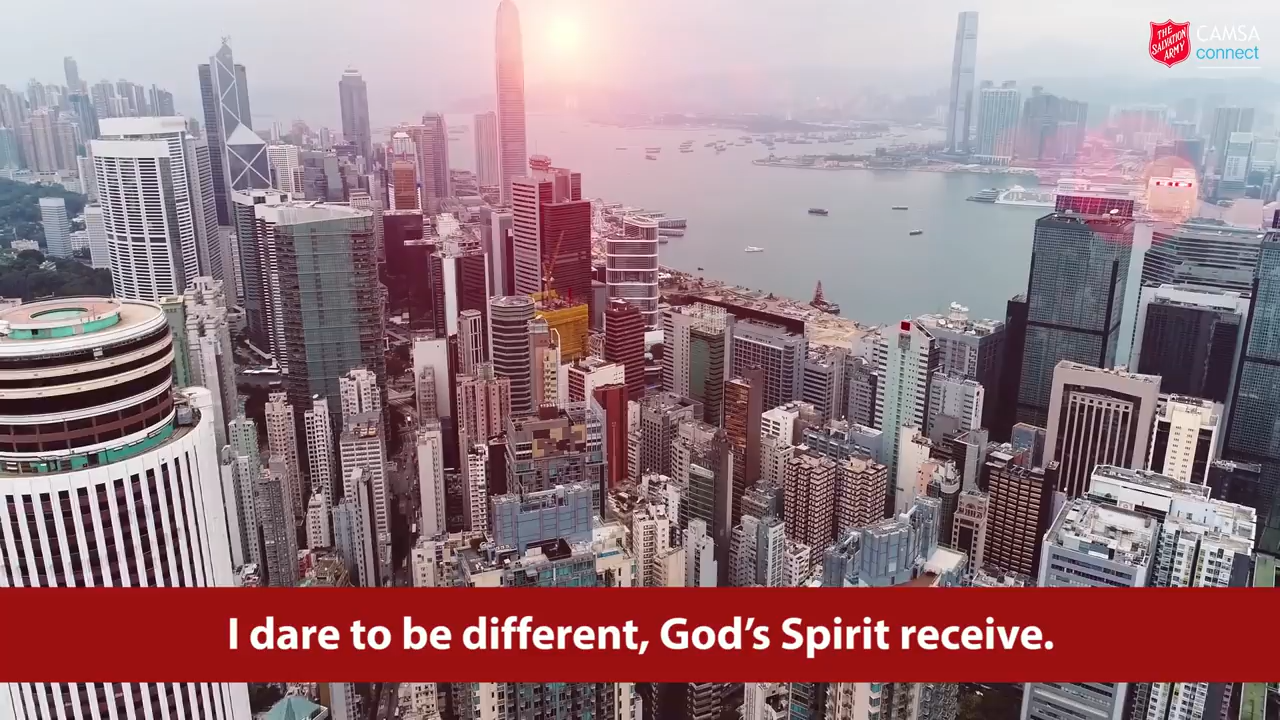 THE
SALVATION
ARMY
CAMSA
connect
I dare to be different, God’s Spirit receive.